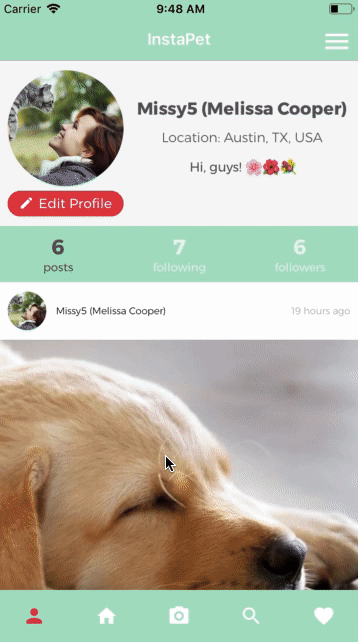 Carrier 9:48 AM
InstaPet
Missy5 (Melissa Cooper)
Location: Austin, TX, USA
Hi, guys! 🌸🌺💐
Edit Profile
6 7 6
posts following followers
Missy5 (Melissa Cooper) 19 hours ago